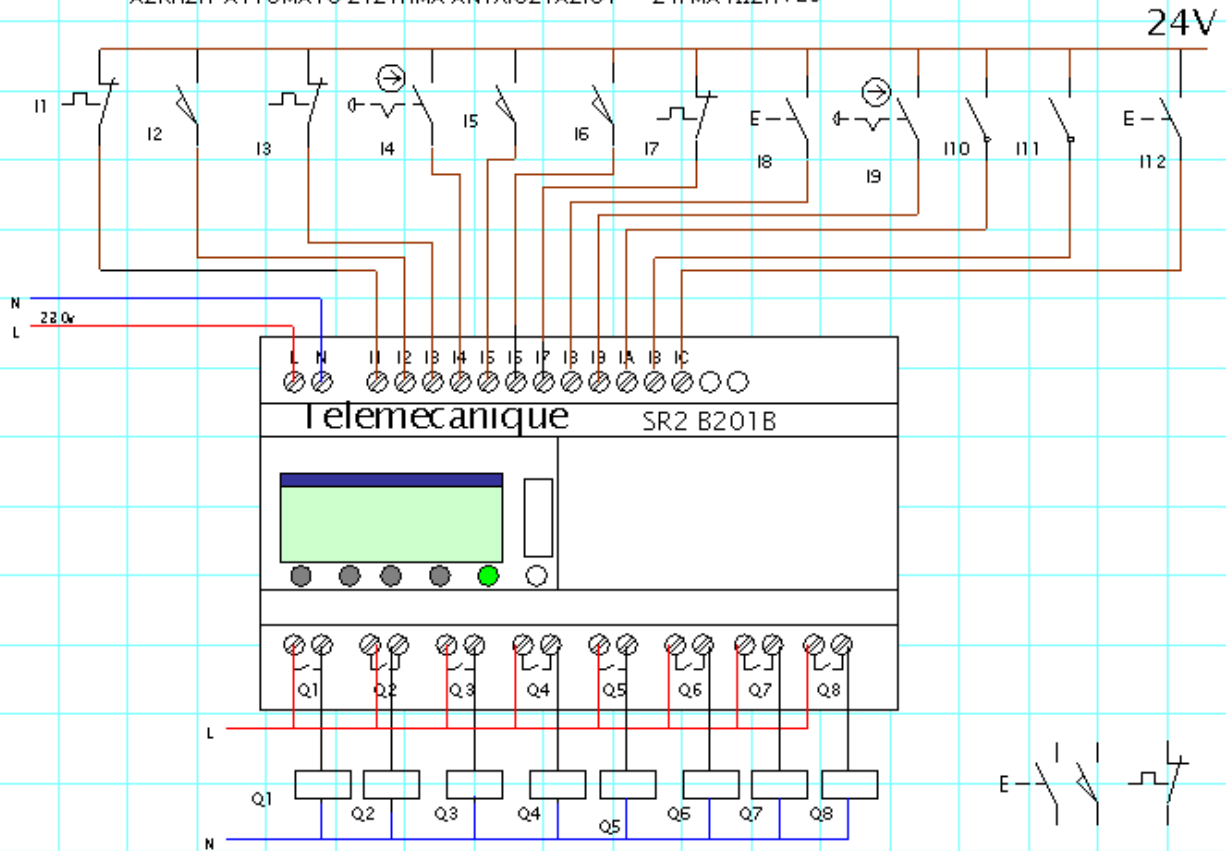 24V
I1
I2
I3
I4
I5
I6
I7
E
I8
I9
I10
I11
E
I12
N
220v
L
L N I1 I2 I3 I4 I5 I6 I7 I8 I9 IA IB IC
Telemecanique SR2 B201B
Q1 Q2 Q3 Q4 Q5 Q6 Q7 Q8
L
Q1 Q2 Q3 Q4 Q5 Q6 Q7 Q8
E
N